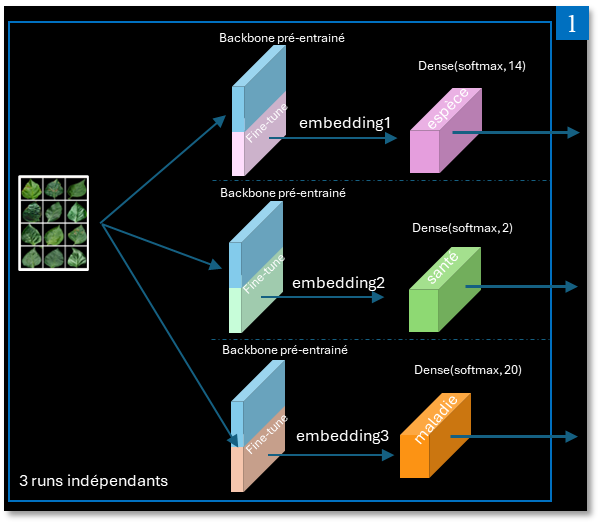 1
Backbone pré-entrainé
Dense(softmax, 14)
Fine-tune
embedding1
espèce
Backbone pré-entrainé
Dense(softmax, 2)
Fine-tune
embedding2
santé
Backbone pré-entrainé
Dense(softmax, 20)
Fine-tune
embedding3
maladie
3 runs indépendants